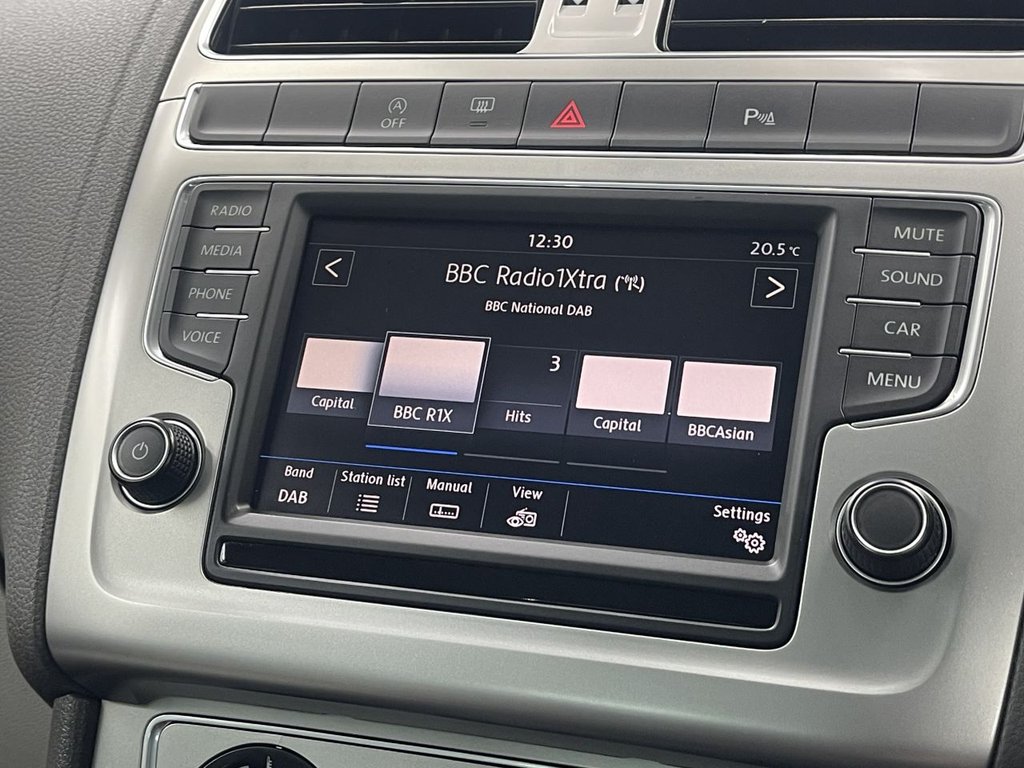 OFF
P
RADIO
MEDIA
PHONE
VOICE
12:30
20.5 °C
<
BBC Radio1Xtra
>
BBC National DAB
Capital
BBC R1X
3
Hits
Capital
BBCAsian
Band
DAB
Station list
Manual
View
Settings
MUTE
SOUND
CAR
MENU